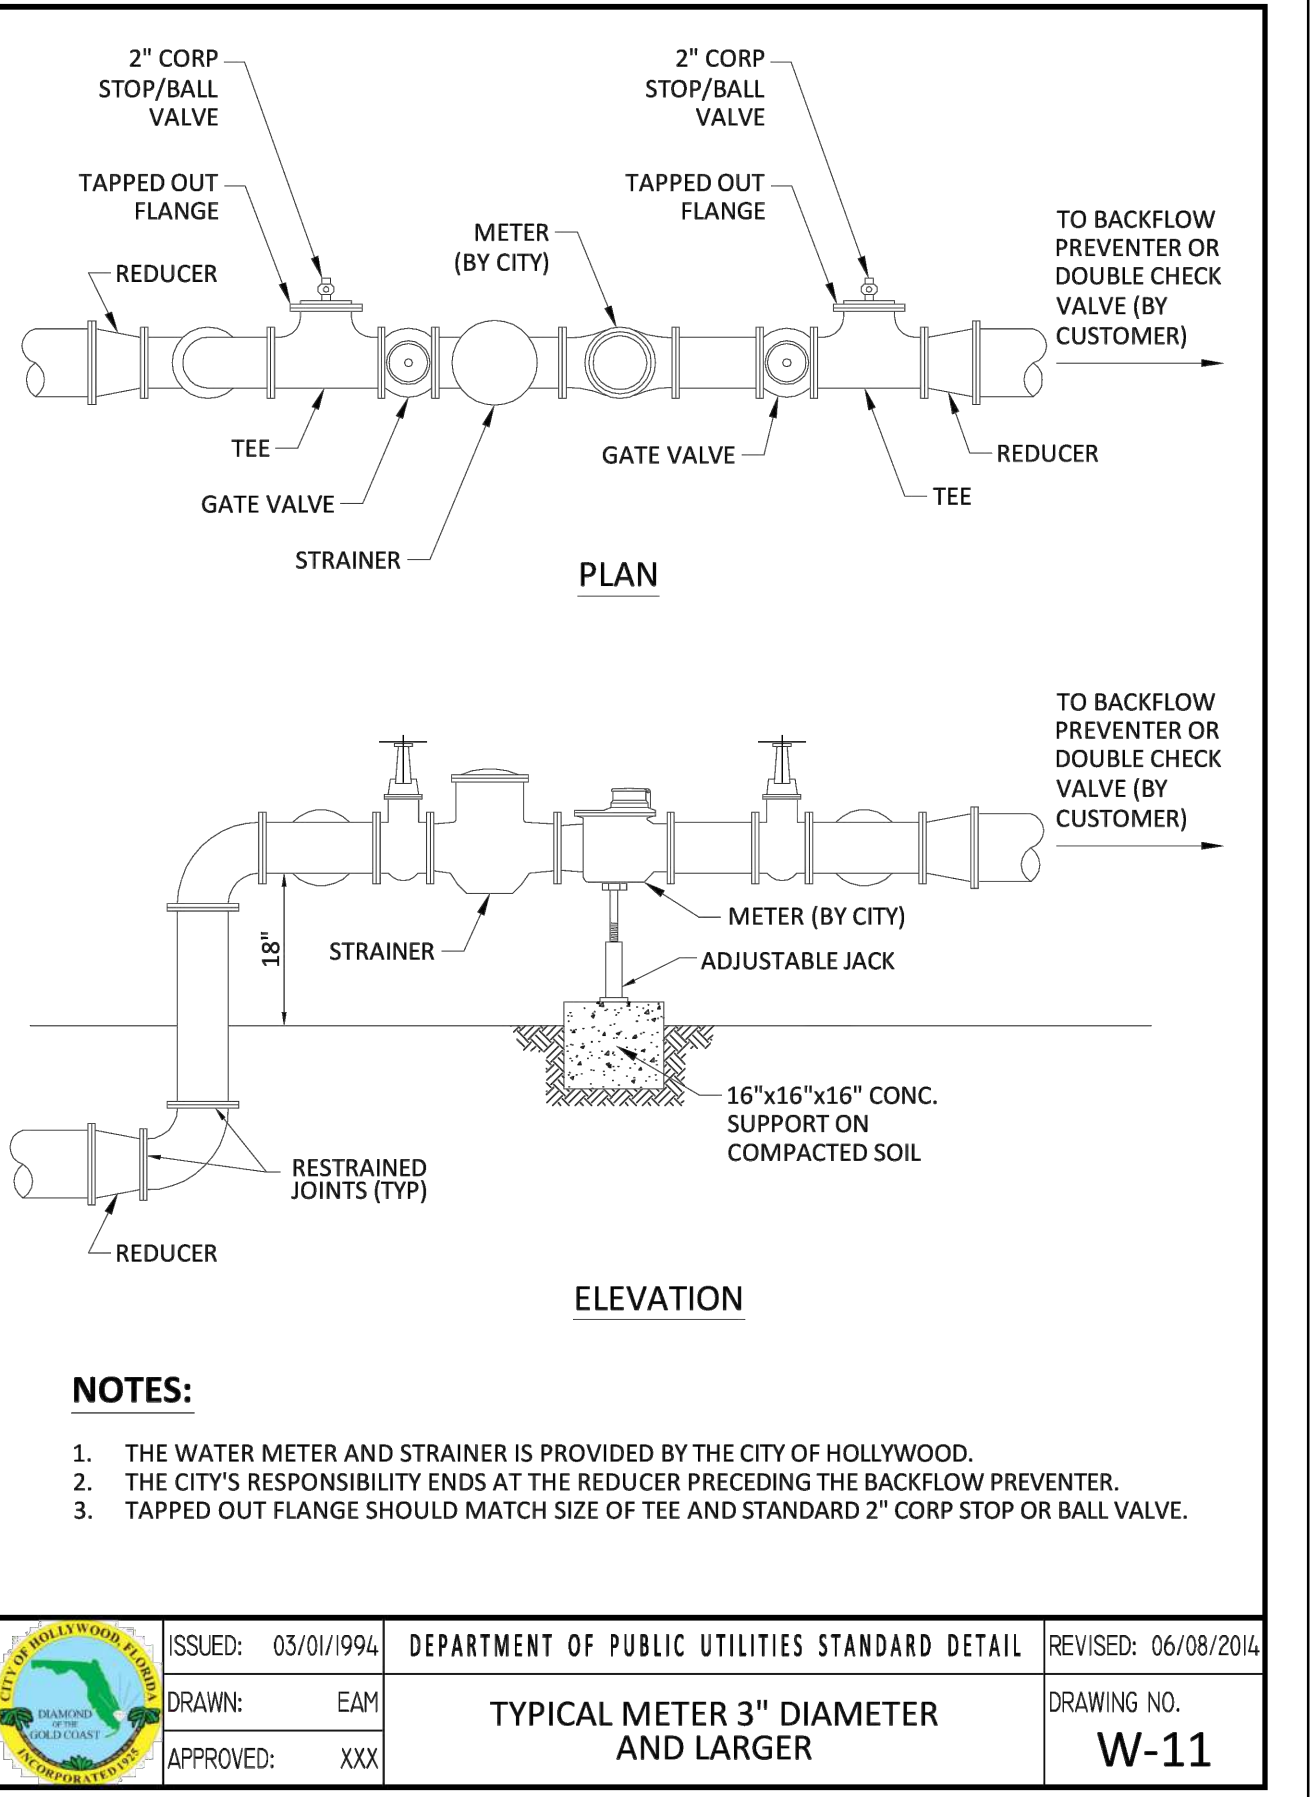 2" CORP
STOP/BALL
VALVE
2" CORP
STOP/BALL
VALVE
TAPPED OUT
FLANGE
TAPPED OUT
FLANGE
METER
(BY CITY)
TO BACKFLOW
PREVENTER OR
DOUBLE CHECK
VALVE (BY
CUSTOMER)
REDUCER
TEE
GATE VALVE
REDUCER
GATE VALVE
TEE
STRAINER
PLAN
TO BACKFLOW
PREVENTER OR
DOUBLE CHECK
VALVE (BY
CUSTOMER)
METER (BY CITY)
18"
STRAINER
ADJUSTABLE JACK
16"x16"x16" CONC.
SUPPORT ON
COMPACTED SOIL
RESTRAINED
JOINTS (TYP)
REDUCER
ELEVATION
NOTES:
1. THE WATER METER AND STRAINER IS PROVIDED BY THE CITY OF HOLLYWOOD.
2. THE CITY'S RESPONSIBILITY ENDS AT THE REDUCER PRECEDING THE BACKFLOW PREVENTER.
3. TAPPED OUT FLANGE SHOULD MATCH SIZE OF TEE AND STANDARD 2" CORP STOP OR BALL VALVE.
CITY OF HOLLYWOOD, FLORIDA
DIAMOND
OF THE
GOLD COAST
INCORPORATED 1925
ISSUED: 03/01/1994
DRAWN: EAM
APPROVED: XXX
DEPARTMENT OF PUBLIC UTILITIES STANDARD DETAIL
TYPICAL METER 3" DIAMETER
AND LARGER
REVISED: 06/08/2014
DRAWING NO.
W-11